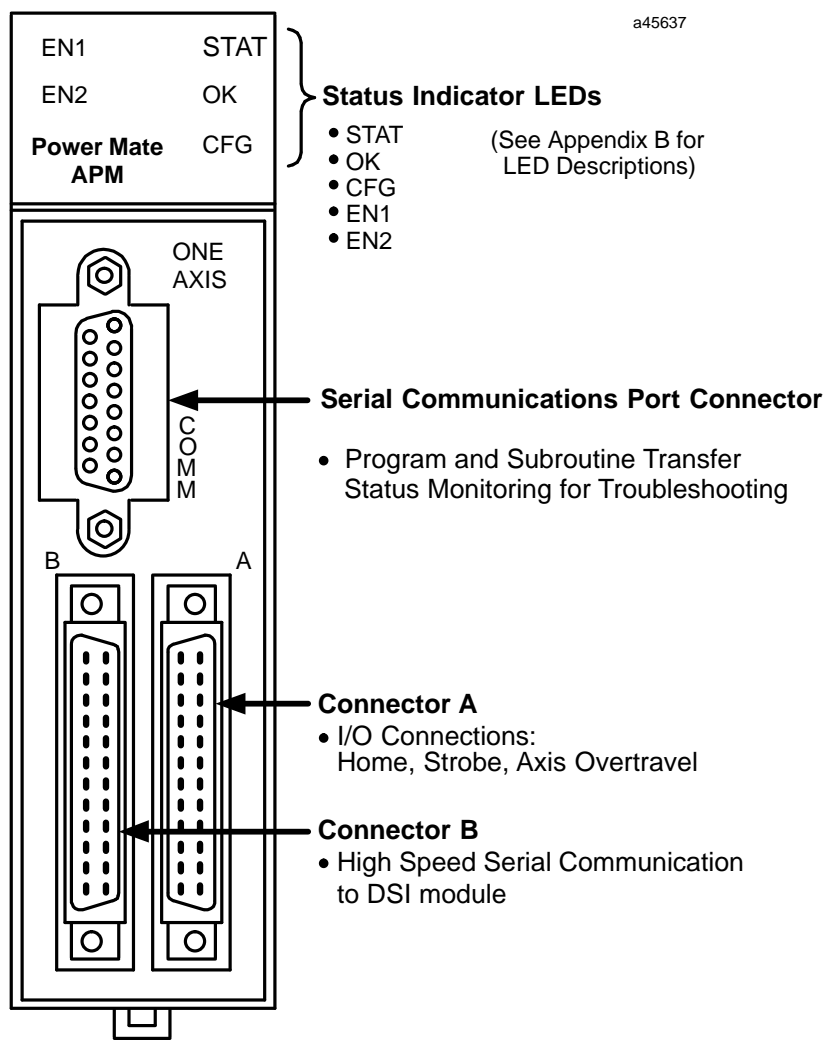 a45637
EN1 STAT
EN2 OK
Power Mate CFG
APM
Status Indicator LEDs
• STAT
• OK
• CFG
• EN1
• EN2
(See Appendix B for
LED Descriptions)
ONE
AXIS
COMM
Serial Communications Port Connector
• Program and Subroutine Transfer
Status Monitoring for Troubleshooting
B A
Connector A
• I/O Connections:
Home, Strobe, Axis Overtravel
Connector B
• High Speed Serial Communication
to DSI module